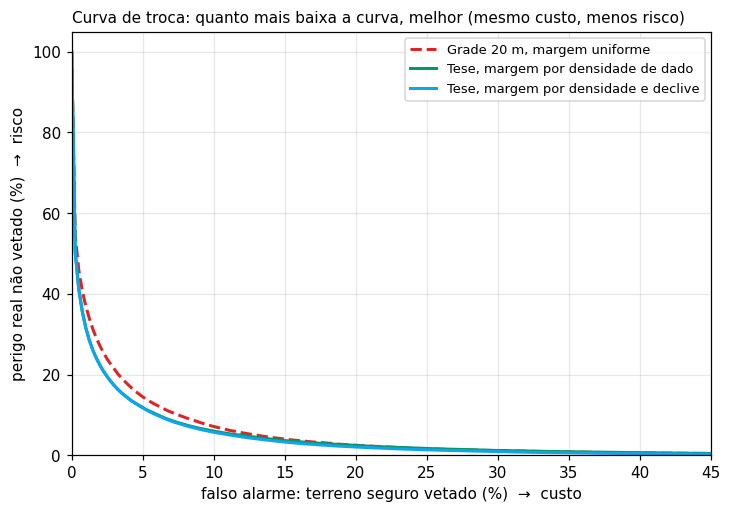 Curva de troca: quanto mais baixa a curva, melhor (mesmo custo, menos risco)
Grade 20 m, margem uniforme
Tese, margem por densidade de dado
Tese, margem por densidade e declive
perigo real não vetado (%) → risco
100
80
60
40
20
0
0 5 10 15 20 25 30 35 40 45
falso alarme: terreno seguro vetado (%) → custo